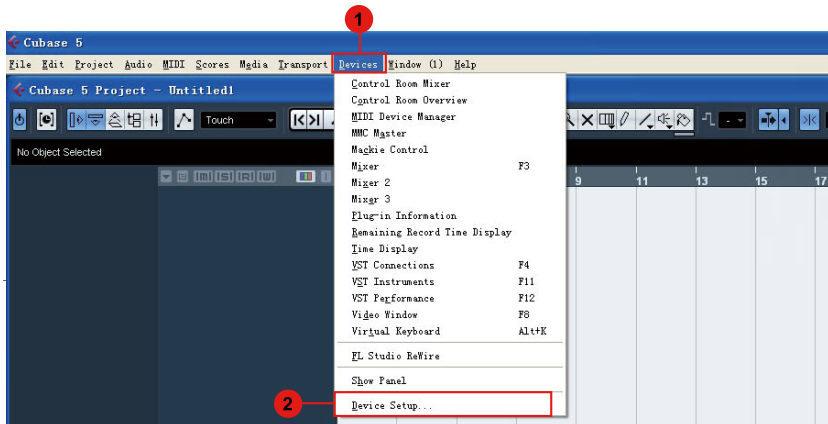 1
Cubase 5
File Edit Project Audio MIDI Scores Media Transport Devices Window (1) Help
Cubase 5 Project - Untitled1
Touch
No Object Selected
Control Room Mixer
Control Room Overview
MIDI Device Manager
MMC Master
Mackie Control
Mixer F3
Mixer 2
Mixer 3
Plug-in Information
Remaining Record Time Display
Time Display
VST Connections F4
VST Instruments F11
VST Performance F12
Video Window F8
Virtual Keyboard Alt+K
FL Studio ReWire
Show Panel
2
Device Setup...
9 11 13 15 17